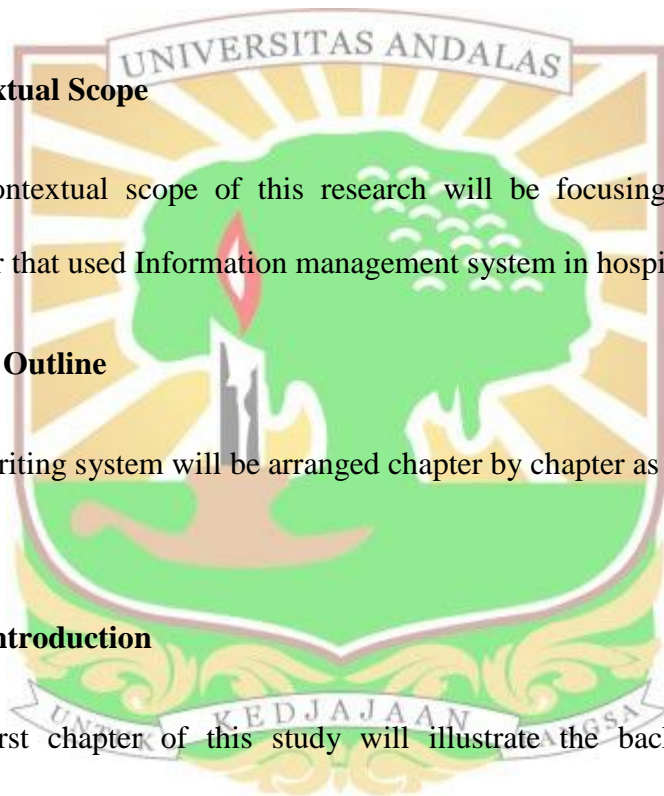 UNIVERSITAS ANDALAS
xtual Scope
ontextual scope of this research will be focusing
r that used Information management system in hospi
Outline
riting system will be arranged chapter by chapter as
ntroduction
UNTUK KEDJAJAAN
rst chapter of this study will illustrate the bac